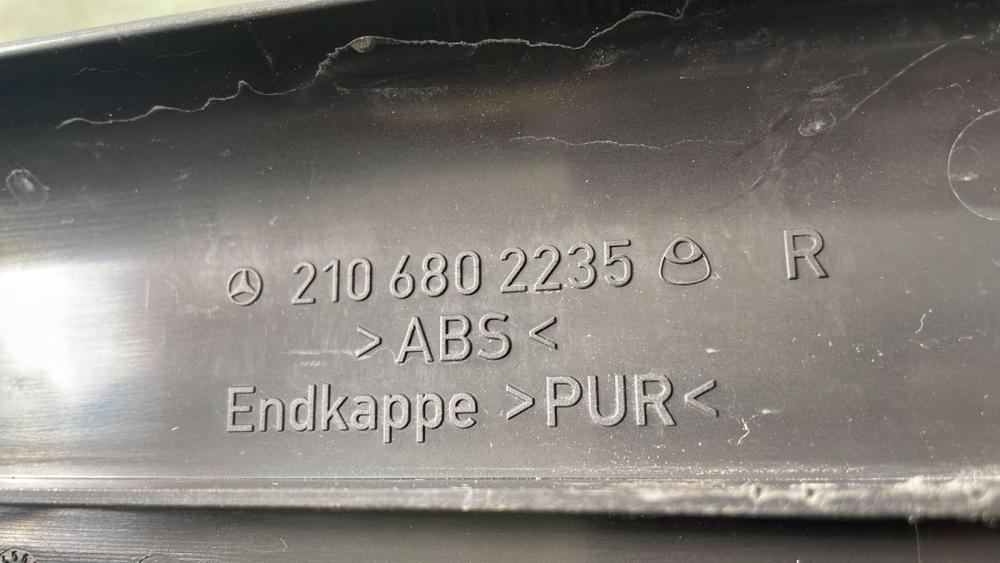 210 680 2235 R
>ABS<
Endkappe >PUR<